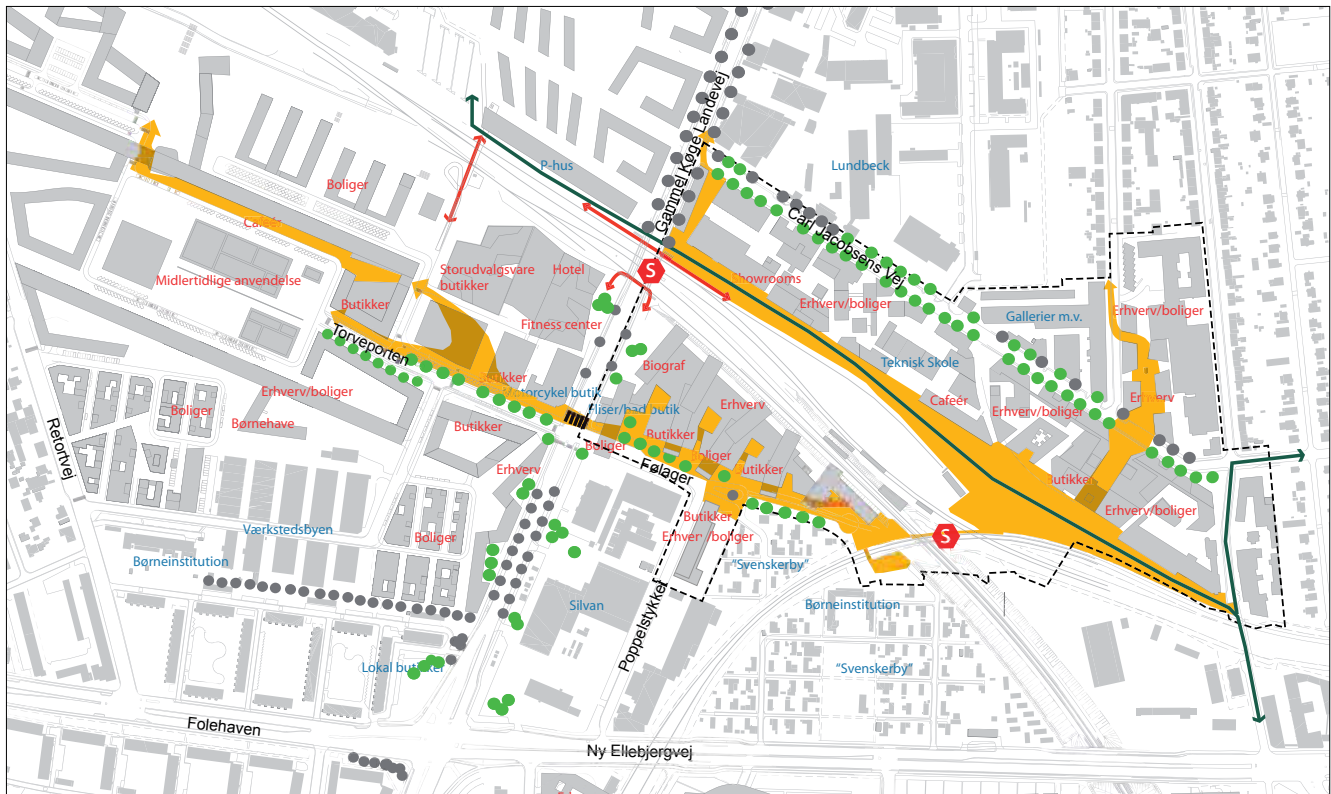 Gammel Køge Landevej
P-hus
Lundbeck
Boliger
Carl Jacobsens Vej
Caféer
Storudvalgsvare
butikker
Hotel
S
Showrooms
Midlertidlige anvendelse
Butikker
Erhverv/boliger
Gallerier m.v.
Erhverv/boliger
Fitness center
Torveporten
Biograf
Teknisk Skole
Butikker
Motorcykel butik
Erhverv/boliger
Boliger
Børnehave
Fliser/bad butik
Erhverv
Cafeér
Erhverv/boliger
Erhverv
Butikker
Butikker
Boliger
Retortvej
Erhverv
Følager
Boliger
Butikker
Butikker
Butikker
Erhverv/boliger
Erhverv/boliger
Værkstedsbyen
Boliger
S
Børneinstitution
"Svenskerby"
Silvan
Børneinstitution
Poppelstykket
Lokal butikker
"Svenskerby"
Folehaven
Ny Ellebjergvej